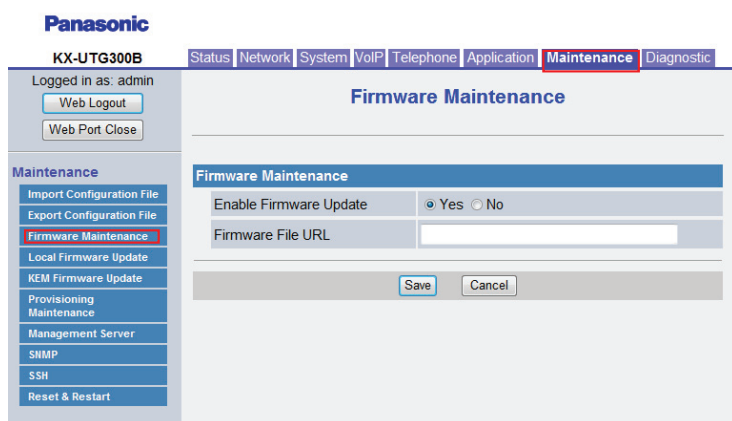 Panasonic
KX-UTG300B
Status Network System VoIP Telephone Application Maintenance Diagnostic
Logged in as: admin
Web Logout
Web Port Close
Maintenance
Import Configuration File
Export Configuration File
Firmware Maintenance
Local Firmware Update
KEM Firmware Update
Provisioning
Maintenance
Management Server
SNMP
SSH
Reset & Restart
Firmware Maintenance
Firmware Maintenance
Enable Firmware Update Yes No
Firmware File URL
Save Cancel